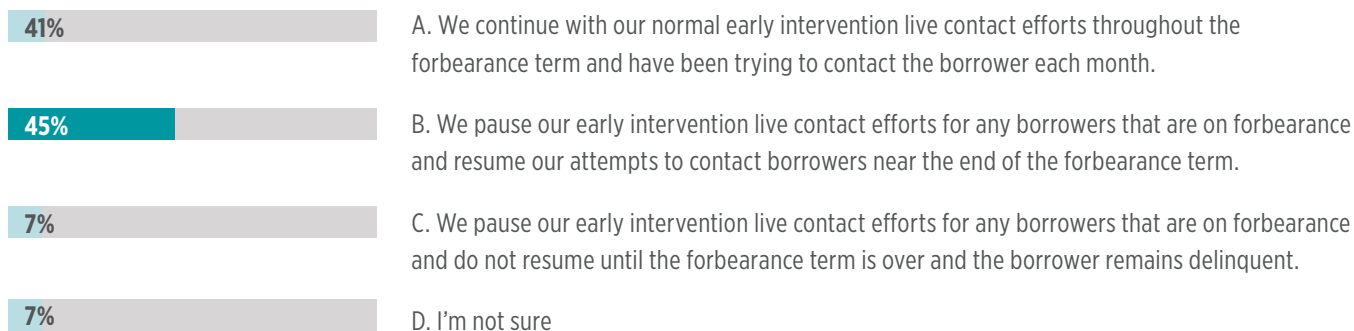 41%
A. We continue with our normal early intervention live contact efforts throughout the
forbearance term and have been trying to contact the borrower each month.
45%
B. We pause our early intervention live contact efforts for any borrowers that are on forbearance
and resume our attempts to contact borrowers near the end of the forbearance term.
7%
C. We pause our early intervention live contact efforts for any borrowers that are on forbearance
and do not resume until the forbearance term is over and the borrower remains delinquent.
7%
D. I’m not sure